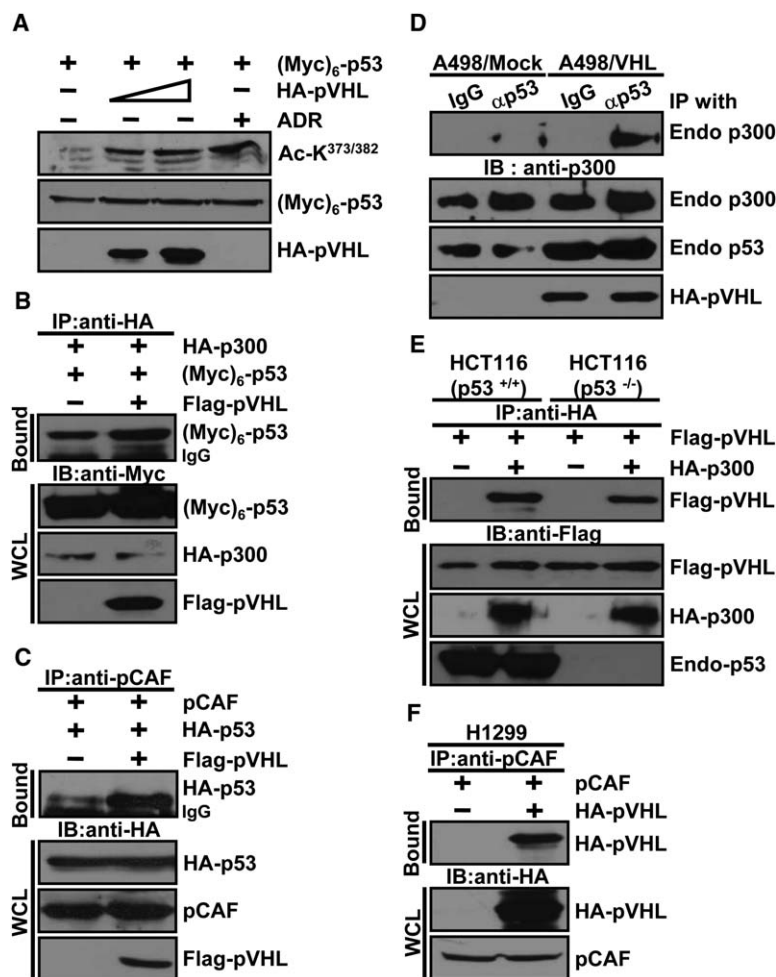 A
+ + + + (Myc)6-p53
− − HA-pVHL
− − − + ADR
Ac-K373/382
(Myc)6-p53
HA-pVHL
B
IP:anti-HA
+ + HA-p300
+ + (Myc)6-p53
− + Flag-pVHL
Bound
(Myc)6-p53
IgG
IB:anti-Myc
WCL
(Myc)6-p53
HA-p300
Flag-pVHL
C
IP:anti-pCAF
+ + pCAF
+ + HA-p53
− + Flag-pVHL
Bound
HA-p53
IgG
IB:anti-HA
WCL
HA-p53
pCAF
Flag-pVHL
D
A498/Mock A498/VHL
IgG αp53 IgG αp53 IP with
Endo p300
IB : anti-p300
Endo p300
Endo p53
HA-pVHL
E
HCT116 HCT116
(p53 +/+) (p53 -/-)
IP:anti-HA
+ + + + Flag-pVHL
− + − + HA-p300
Bound
Flag-pVHL
IB:anti-Flag
WCL
Flag-pVHL
HA-p300
Endo-p53
F
H1299
IP:anti-pCAF
+ + pCAF
− + HA-pVHL
Bound
HA-pVHL
IB:anti-HA
WCL
HA-pVHL
pCAF